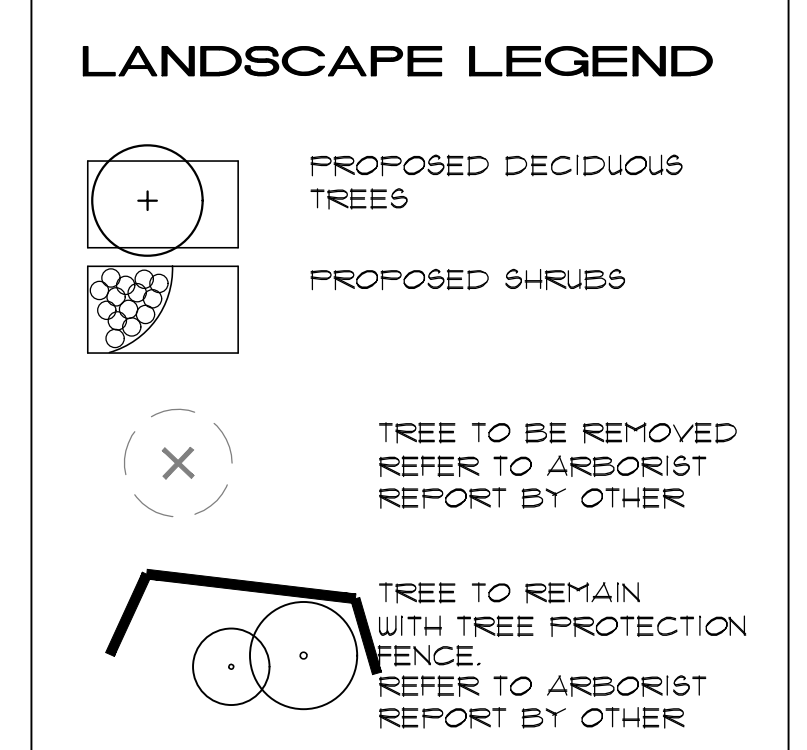 LANDSCAPE LEGEND
PROPOSED DECIDUOUS
TREES
PROPOSED SHRUBS
TREE TO BE REMOVED
REFER TO ARBORIST
REPORT BY OTHER
TREE TO REMAIN
WITH TREE PROTECTION
FENCE.
REFER TO ARBORIST
REPORT BY OTHER